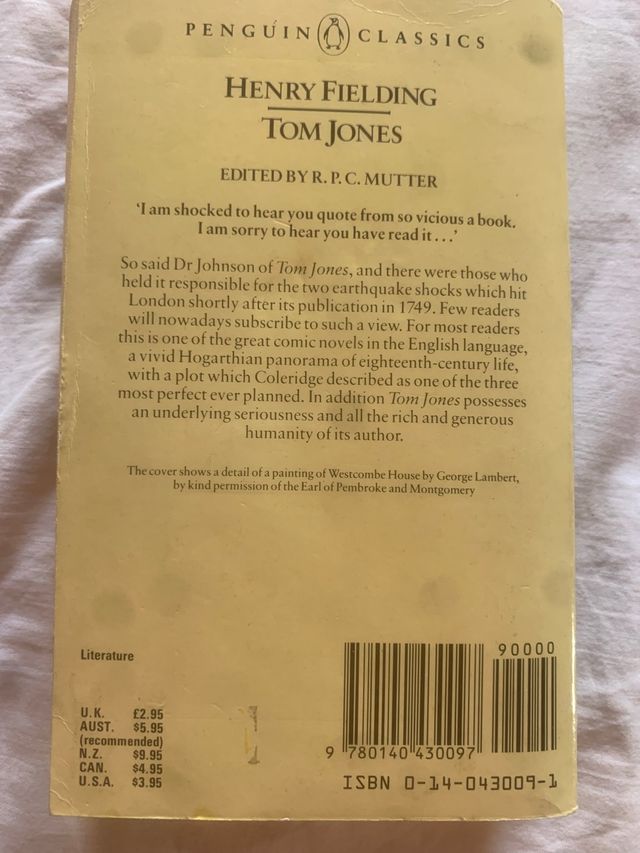 PENGUIN CLASSICS
HENRY FIELDING
TOM JONES
EDITED BY R. P. C. MUTTER
‘I am shocked to hear you quote from so vicious a book.
I am sorry to hear you have read it . . .’
So said Dr Johnson of Tom Jones, and there were those who
held it responsible for the two earthquake shocks which hit
London shortly after its publication in 1749. Few readers
will nowadays subscribe to such a view. For most readers
this is one of the great comic novels in the English language,
a vivid Hogarthian panorama of eighteenth-century life,
with a plot which Coleridge described as one of the three
most perfect ever planned. In addition Tom Jones possesses
an underlying seriousness and all the rich and generous
humanity of its author.
The cover shows a detail of a painting of Westcombe House by George Lambert,
by kind permission of the Earl of Pembroke and Montgomery
Literature
U.K. £2.95
AUST. $5.95
(recommended)
N.Z. $9.95
CAN. $4.95
U.S.A. $3.95
90000
9 780140 430097
ISBN 0-14-043009-1